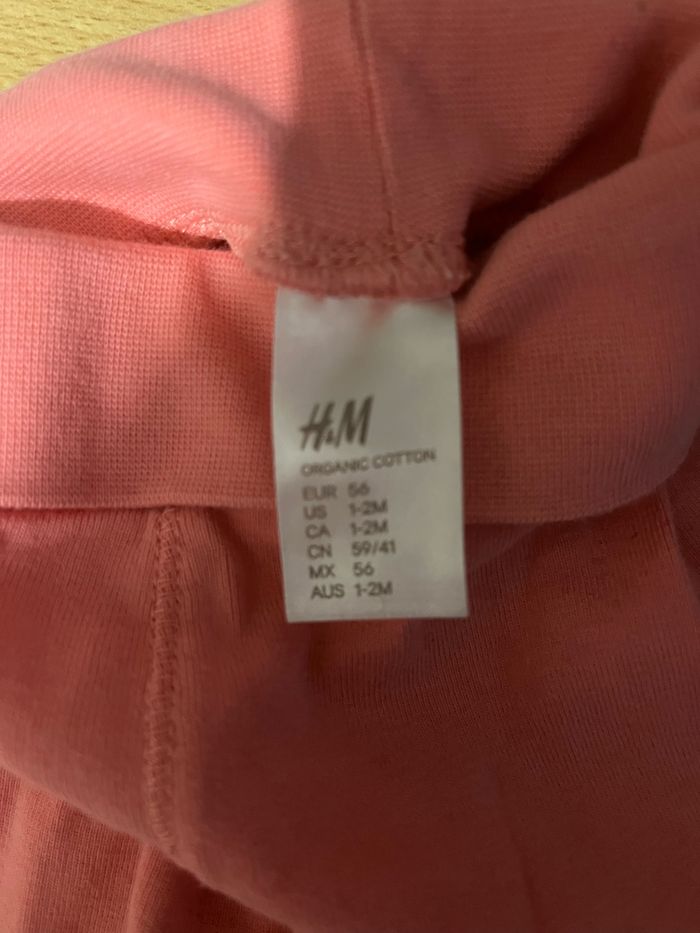 H&M
ORGANIC COTTON
EUR 56
US 1-2M
CA 1-2M
CN 59/41
MX 56
AUS 1-2M